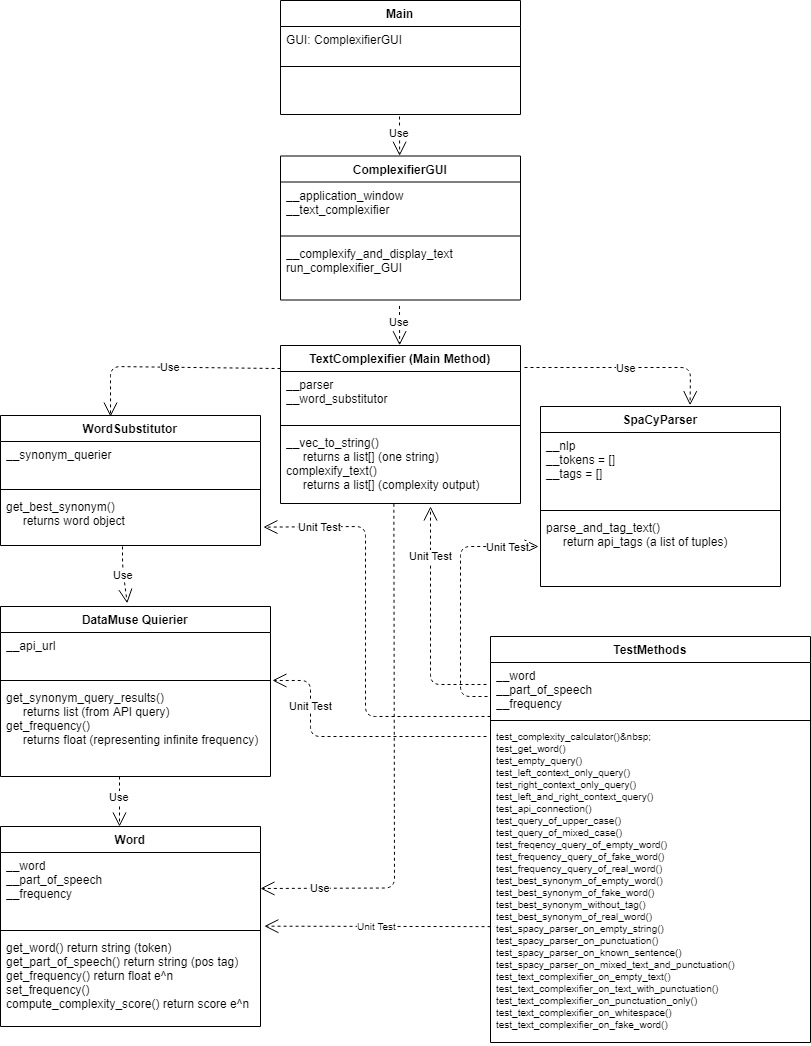 Main
GUI: ComplexifierGUI
Use
ComplexifierGUI
__application_window
__text_complexifier
__complexify_and_display_text
run_complexifier_GUI
Use
TextComplexifier (Main Method)
__parser
__word_substitutor
__vec_to_string()
returns a list[] (one string)
complexify_text()
returns a list[] (complexity output)
Use
Use
WordSubstitutor
__synonym_querier
get_best_synonym()
returns word object
SpaCyParser
__nlp
__tokens = []
__tags = []
parse_and_tag_text()
return api_tags (a list of tuples)
Unit Test
Unit Test
Unit Test
Use
DataMuse Quierier
__api_url
get_synonym_query_results()
returns list (from API query)
get_frequency()
returns float (representing infinite frequency)
Unit Test
TestMethods
__word
__part_of_speech
__frequency
test_complexity_calculator()&nbsp;
test_get_word()
test_empty_query()
test_left_context_only_query()
test_right_context_only_query()
test_left_and_right_context_query()
test_api_connection()
test_query_of_upper_case()
test_query_of_mixed_case()
test_freqency_query_of_empty_word()
test_frequency_query_of_fake_word()
test_frequency_query_of_real_word()
test_best_synonym_of_empty_word()
test_best_synonym_of_fake_word()
test_best_synonym_without_tag()
test_best_synonym_of_real_word()
test_spacy_parser_on_empty_string()
test_spacy_parser_on_punctuation()
test_spacy_parser_on_known_sentence()
test_spacy_parser_on_mixed_text_and_punctuation()
test_text_complexifier_on_empty_text()
test_text_complexifier_on_text_with_punctuation()
test_text_complexifier_on_punctuation_only()
test_text_complexifier_on_whitespace()
test_text_complexifier_on_fake_word()
Use
Word
__word
__part_of_speech
__frequency
get_word() return string (token)
get_part_of_speech() return string (pos tag)
get_frequency() return float e^n
set_frequency()
compute_complexity_score() return score e^n
Use
Unit Test